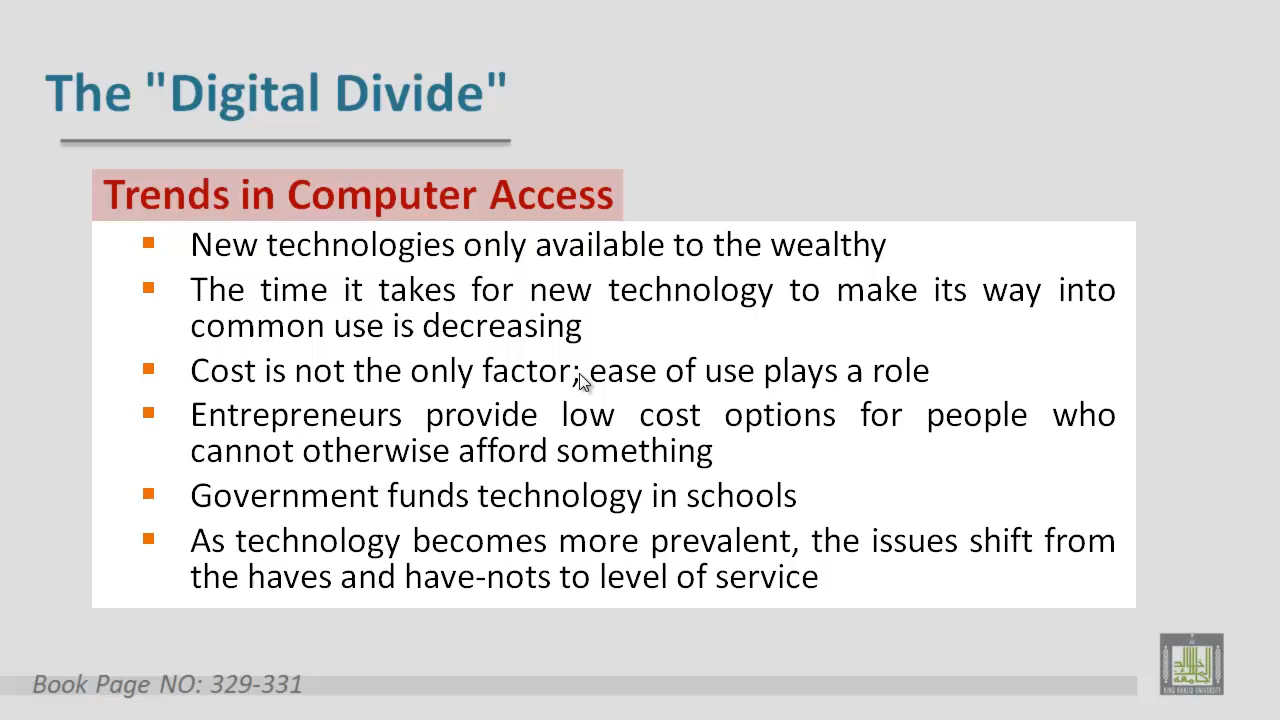 The "Digital Divide"
Trends in Computer Access
New technologies only available to the wealthy
The time it takes for new technology to make its way into
common use is decreasing
Cost is not the only factor; ease of use plays a role
Entrepreneurs provide low cost options for people who
cannot otherwise afford something
Government funds technology in schools
As technology becomes more prevalent, the issues shift from
the haves and have-nots to level of service
Book Page NO: 329-331
KING KHALID UNIVERSITY